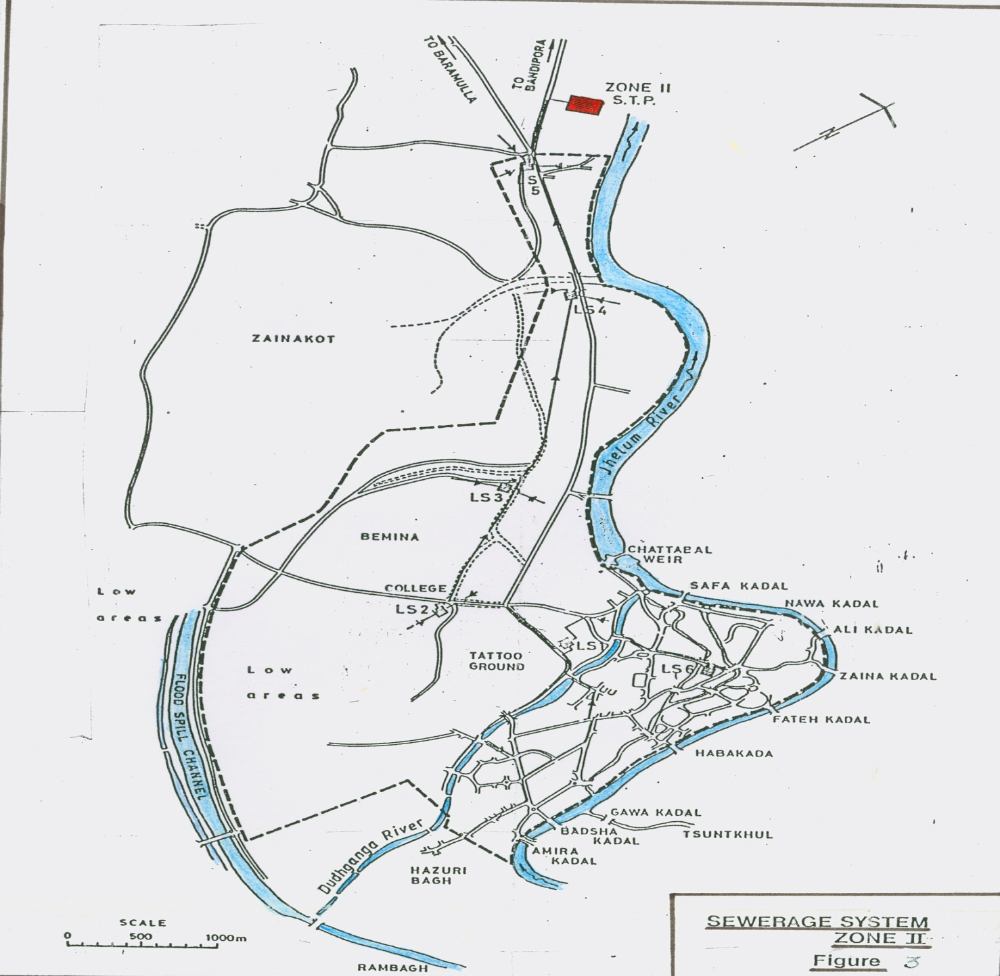 TO BARAMULLA
TO
BANDIPORA
ZONE II
S.T.P.
N
S
5
LS4
ZAINAKOT
Jhelum River
LS3
BEMINA
CHATTABAL
WEIR
COLLEGE
SAFA KADAL
NAWA KADAL
LS2
Low
areas
ALI KADAL
LS
TATTOO
GROUND
LS6
Low
areas
ZAINA KADAL
FLOOD SPILL CHANNEL
FATEH KADAL
HABAKADA
GAWA KADAL
TSUNTKHUL
BADSHA
KADAL
AMIRA
KADAL
Dudhganga River
HAZURI
BAGH
SCALE
0 500 1000m
RAMBAGH
SEWERAGE SYSTEM
ZONE II
Figure 3